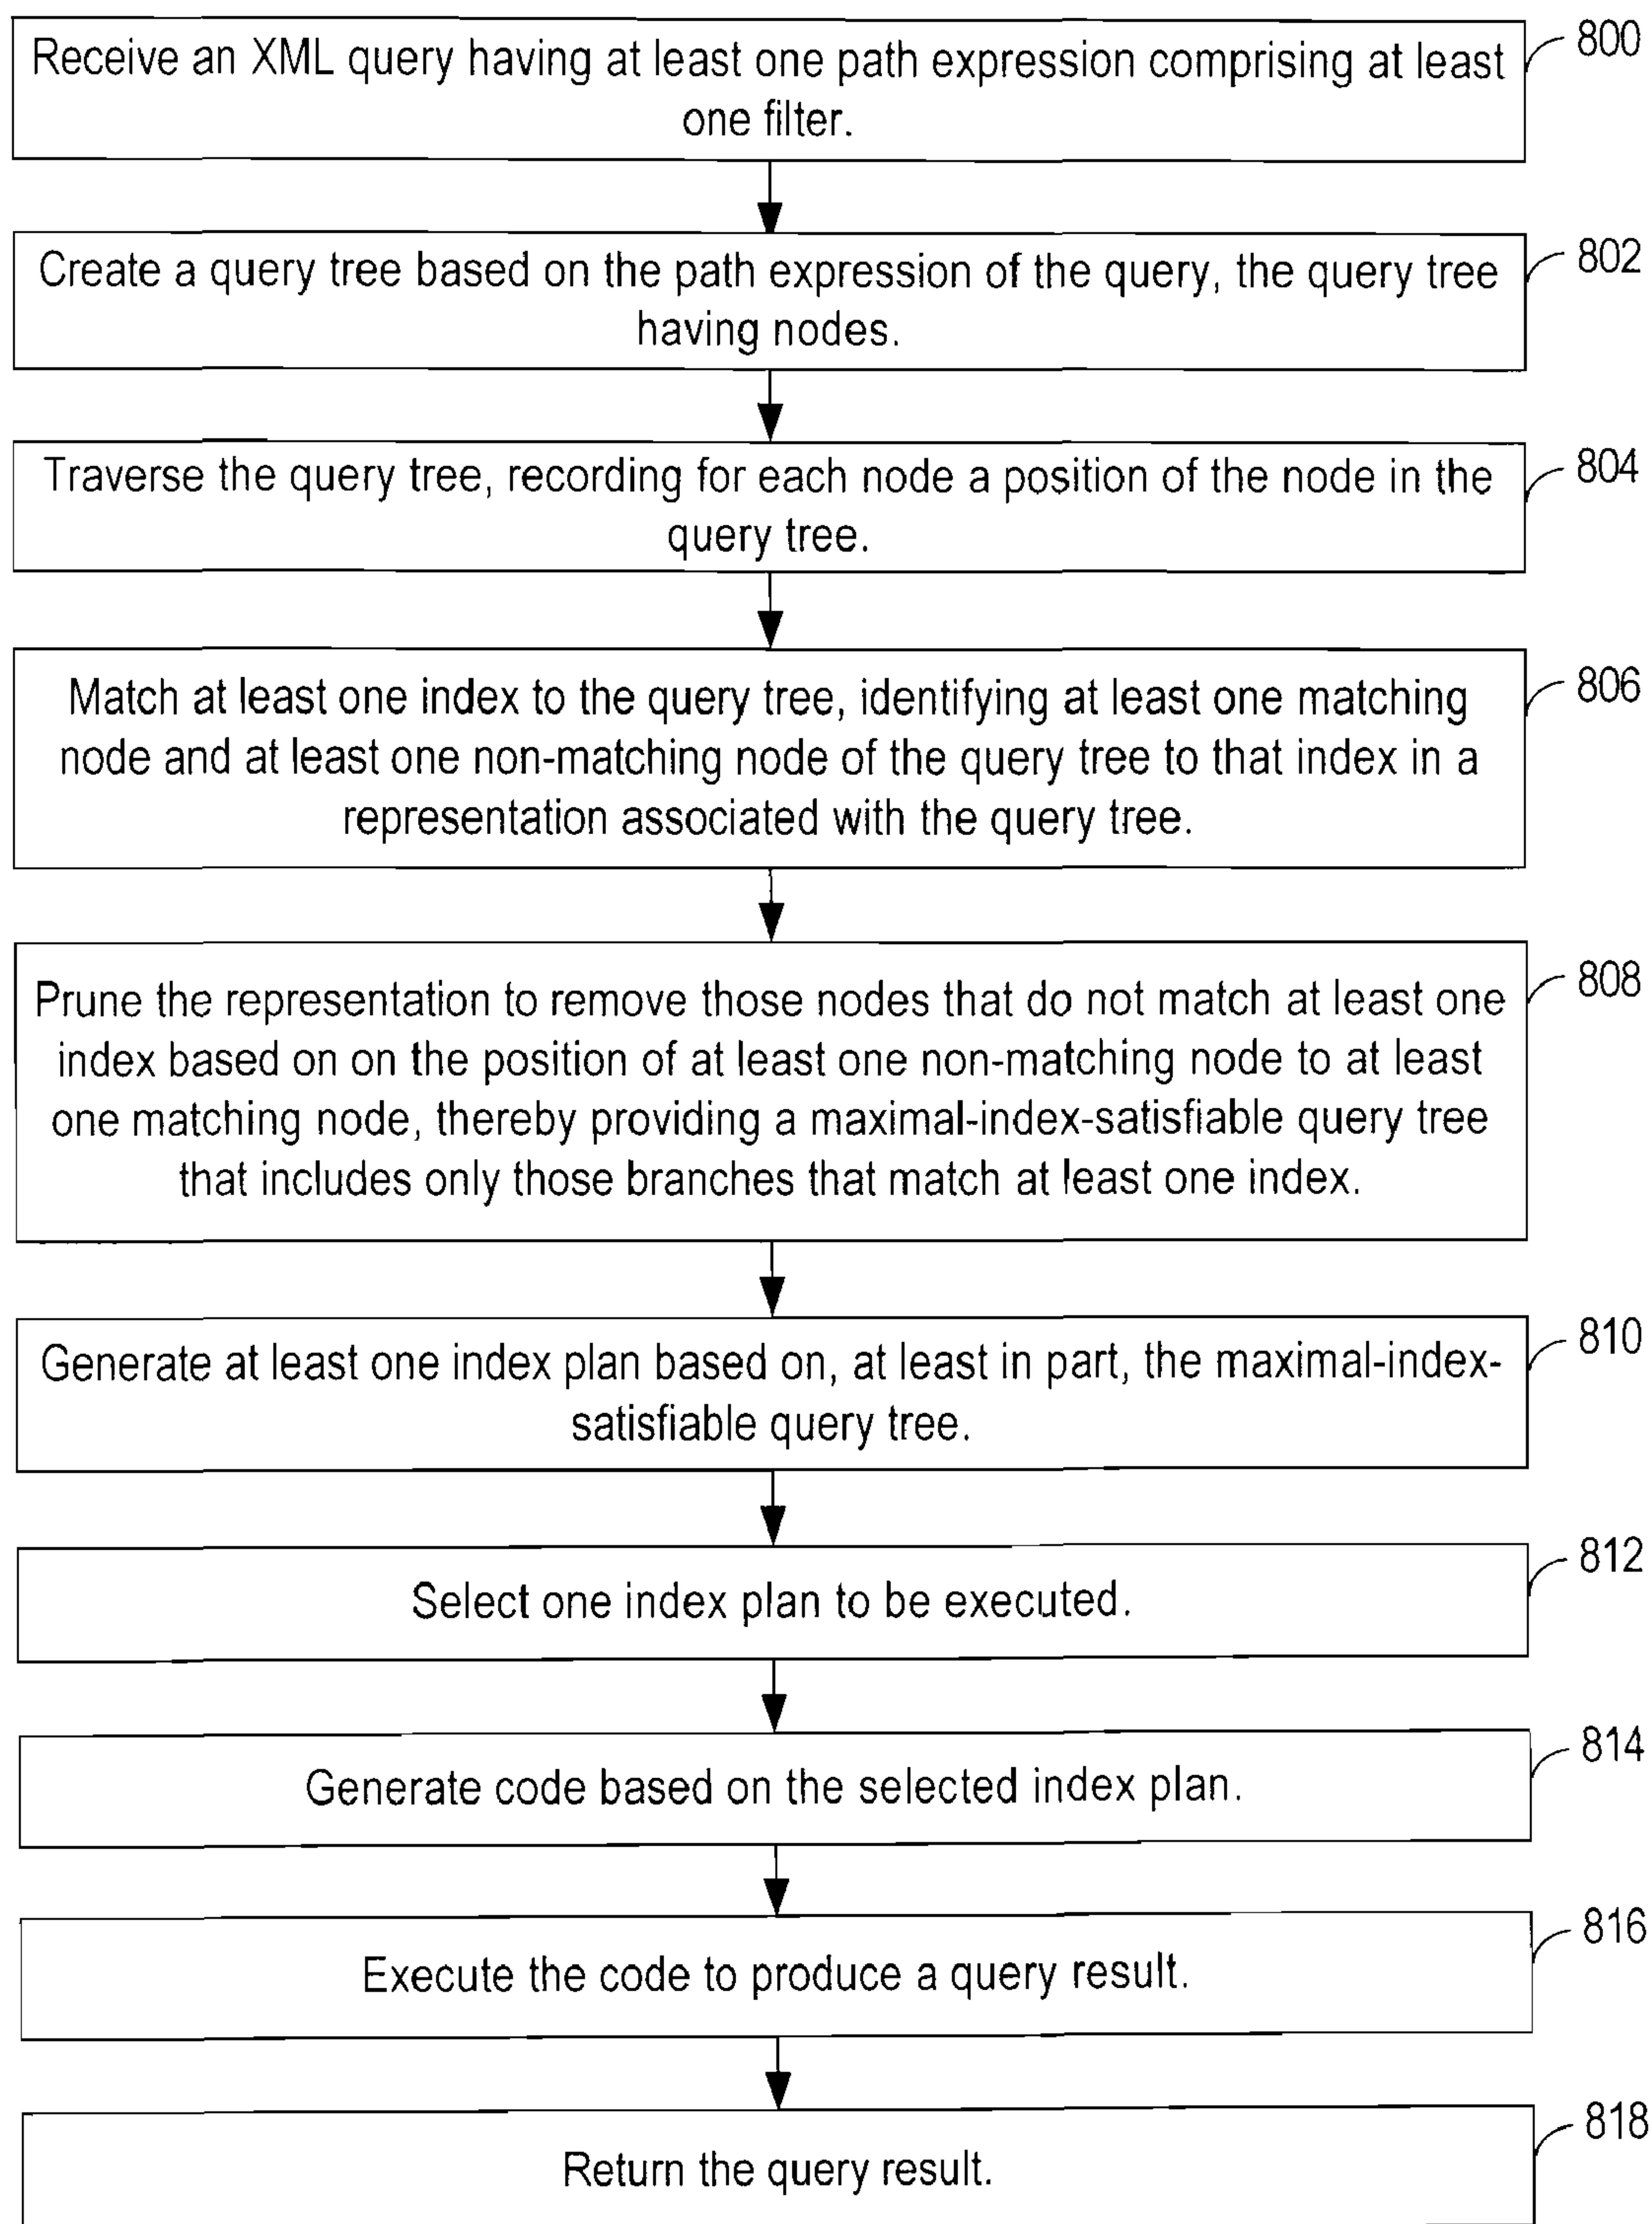 Receive an XML query having at least one path expression comprising at least
one filter.
800
Create a query tree based on the path expression of the query, the query tree
having nodes.
802
Traverse the query tree, recording for each node a position of the node in the
query tree.
804
Match at least one index to the query tree, identifying at least one matching
node and at least one non-matching node of the query tree to that index in a
representation associated with the query tree.
806
Prune the representation to remove those nodes that do not match at least one
index based on on the position of at least one non-matching node to at least
one matching node, thereby providing a maximal-index-satisfiable query tree
that includes only those branches that match at least one index.
808
Generate at least one index plan based on, at least in part, the maximal-index-
satisfiable query tree.
810
Select one index plan to be executed.
812
Generate code based on the selected index plan.
814
Execute the code to produce a query result.
816
Return the query result.
818